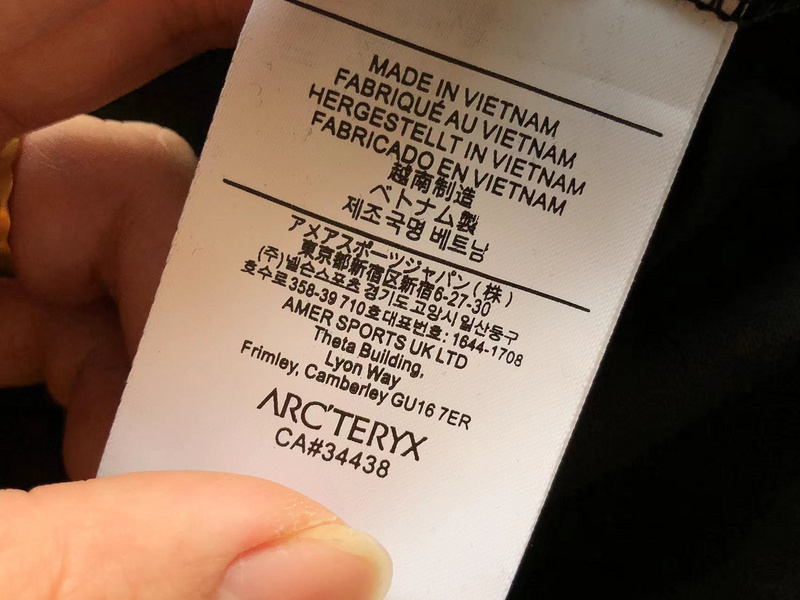 MADE IN VIETNAM
FABRIQUÉ AU VIETNAM
HERGESTELLT IN VIETNAM
FABRICADO EN VIETNAM
越南制造
ベトナム製
제조국명 베트남
アメアスポーツジャパン(株)
東京都新宿区新宿6-27-30
(주)넬슨스포츠 경기도고양시일산동구
호수로358-39 710호대표번호: 1644-1708
AMER SPORTS UK LTD
Theta Building,
Lyon Way
Frimley, Camberley GU16 7ER
ARC'TERYX
CA#34438